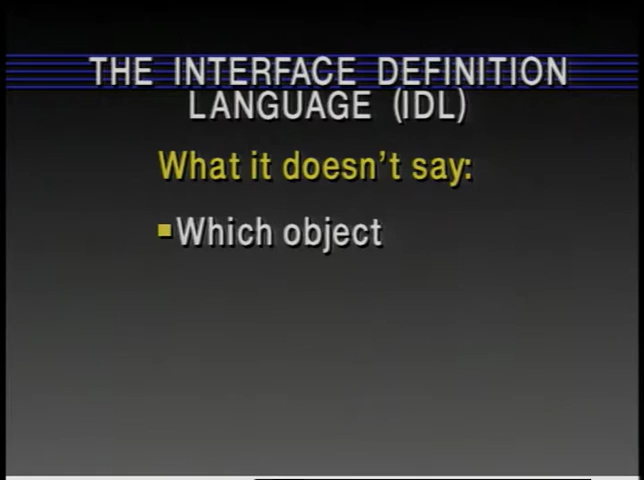 THE INTERFACE DEFINITION
LANGUAGE (IDL)
What it doesn't say:
Which object